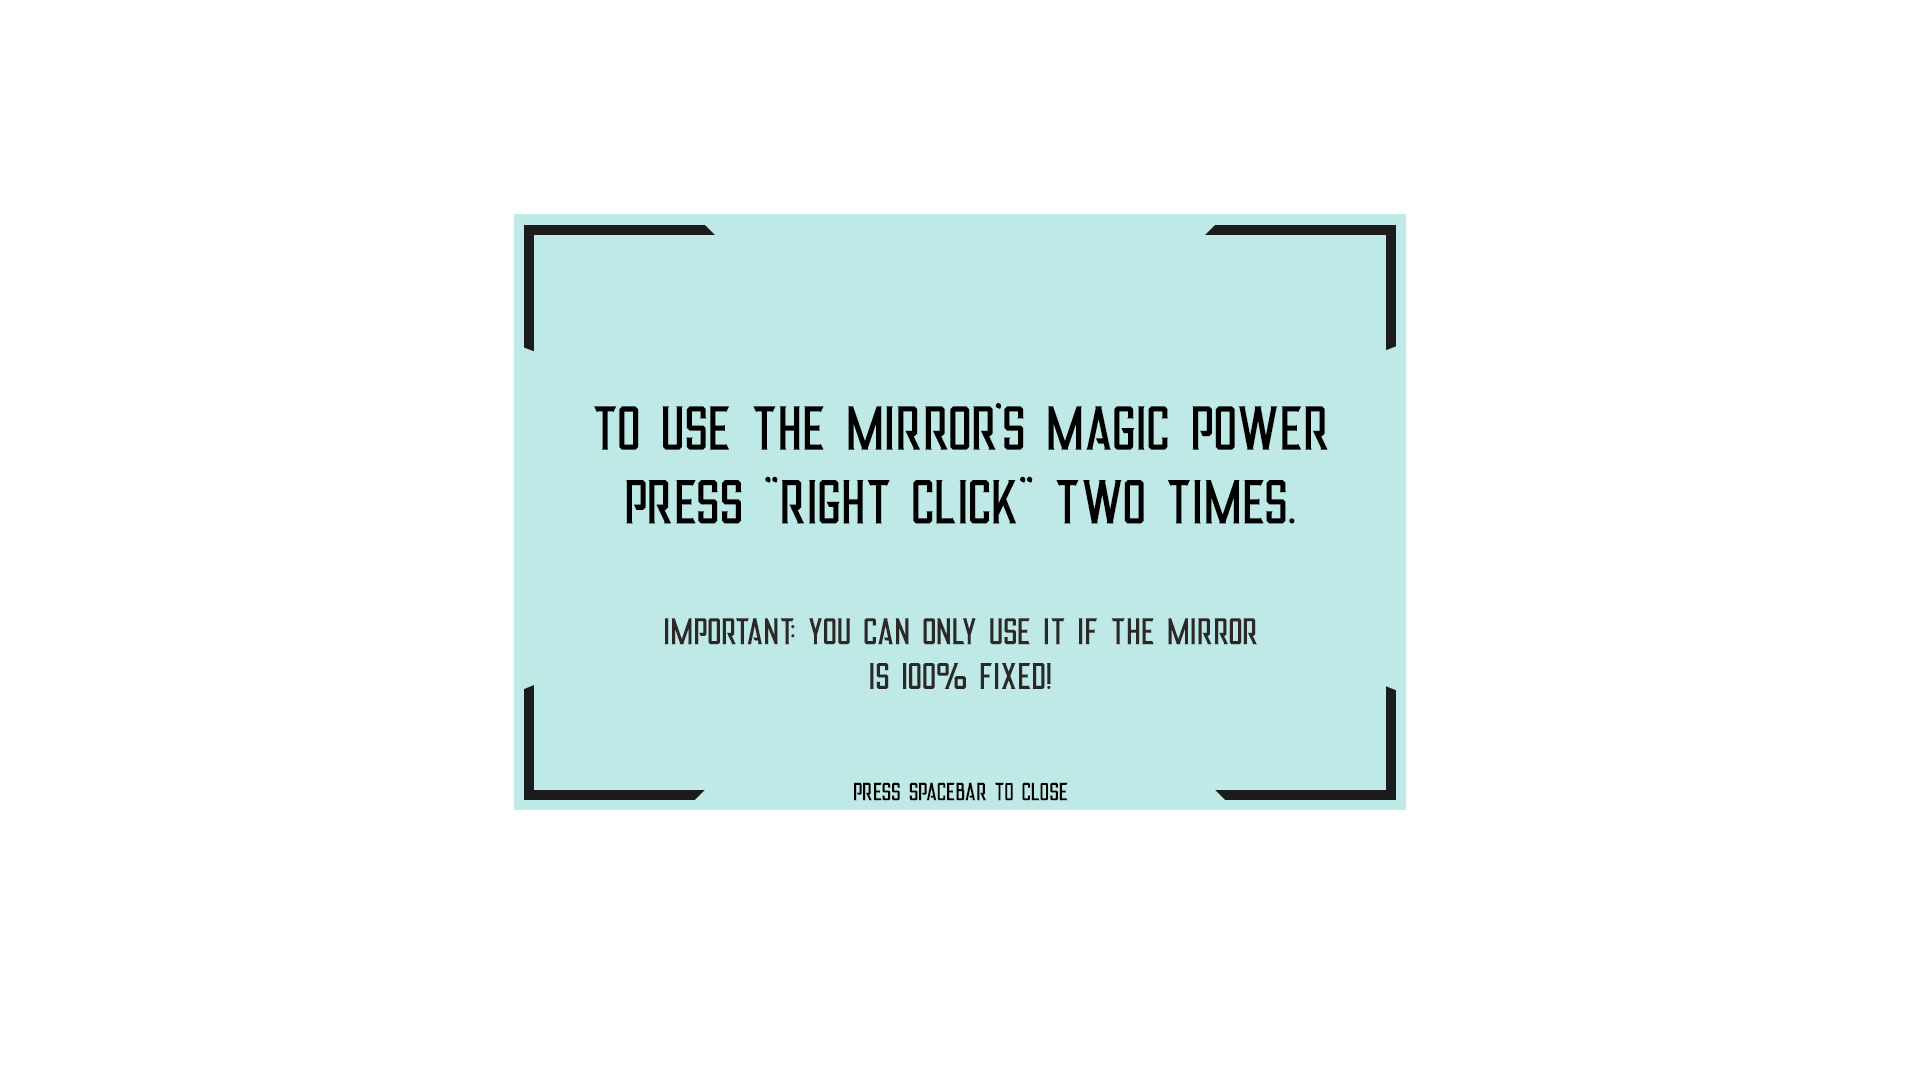 TO USE THE MIRROR'S MAGIC POWER
PRESS "RIGHT CLICK" TWO TIMES.
IMPORTANT: YOU CAN ONLY USE IT IF THE MIRROR
IS 100% FIXED!
PRESS SPACEBAR TO CLOSE